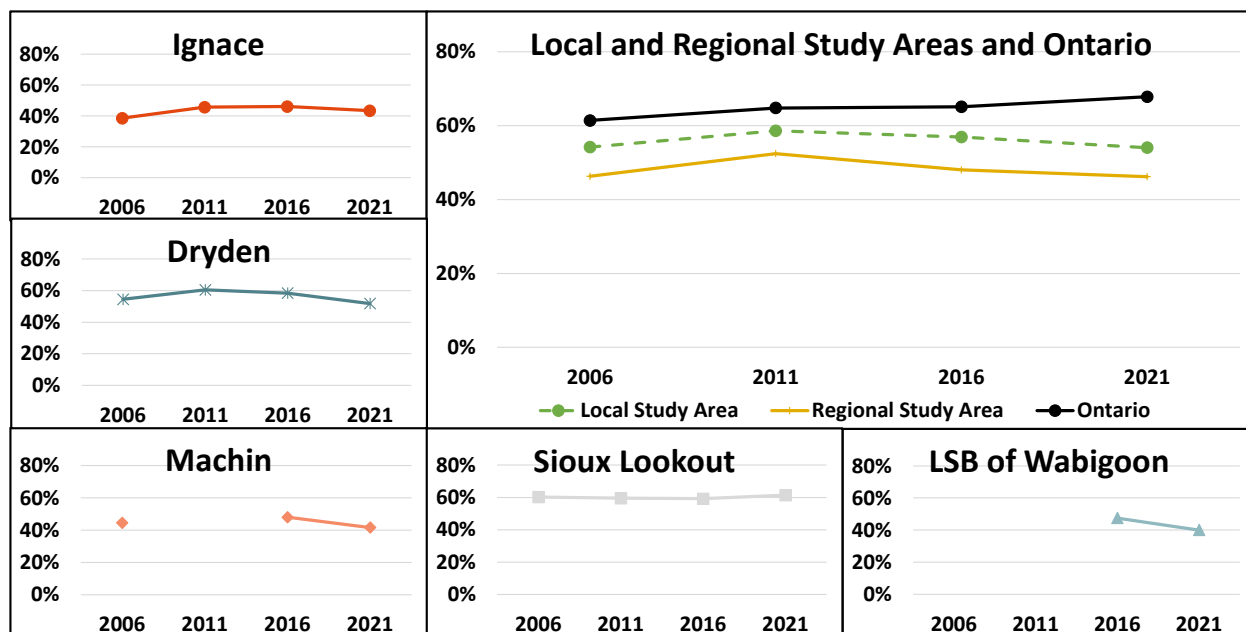 Ignace
80%
60%
40%
20%
0%
2006 2011 2016 2021
Local and Regional Study Areas and Ontario
80%
60%
40%
20%
0%
2006 2011 2016 2021
Local Study Area Regional Study Area Ontario
Dryden
80%
60%
40%
20%
0%
2006 2011 2016 2021
Machin
80%
60%
40%
20%
0%
2006 2011 2016 2021
Sioux Lookout
80%
60%
40%
20%
0%
2006 2011 2016 2021
LSB of Wabigoon
80%
60%
40%
20%
0%
2006 2011 2016 2021